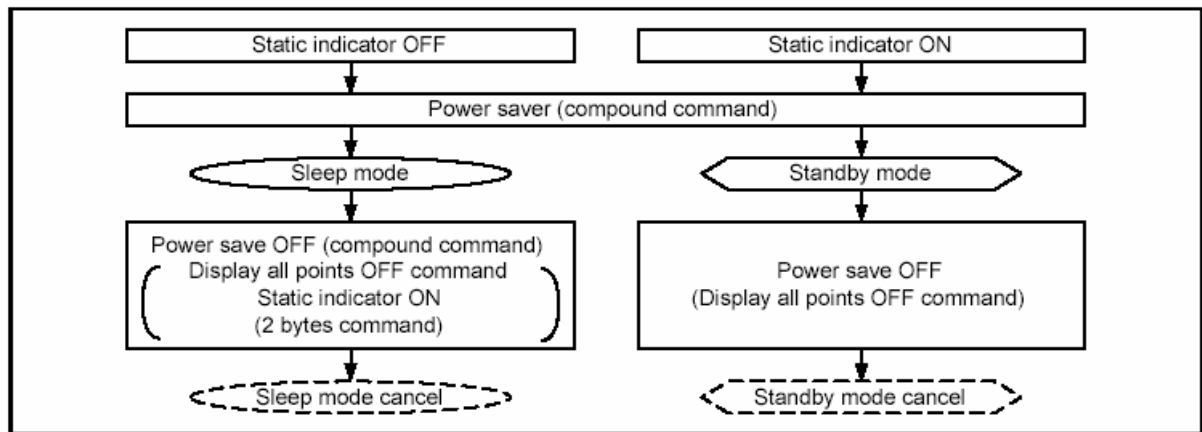 Static indicator OFF
Static indicator ON
Power saver (compound command)
Sleep mode
Standby mode
Power save OFF (compound command)
Display all points OFF command
Static indicator ON
(2 bytes command)
Power save OFF
(Display all points OFF command)
Sleep mode cancel
Standby mode cancel